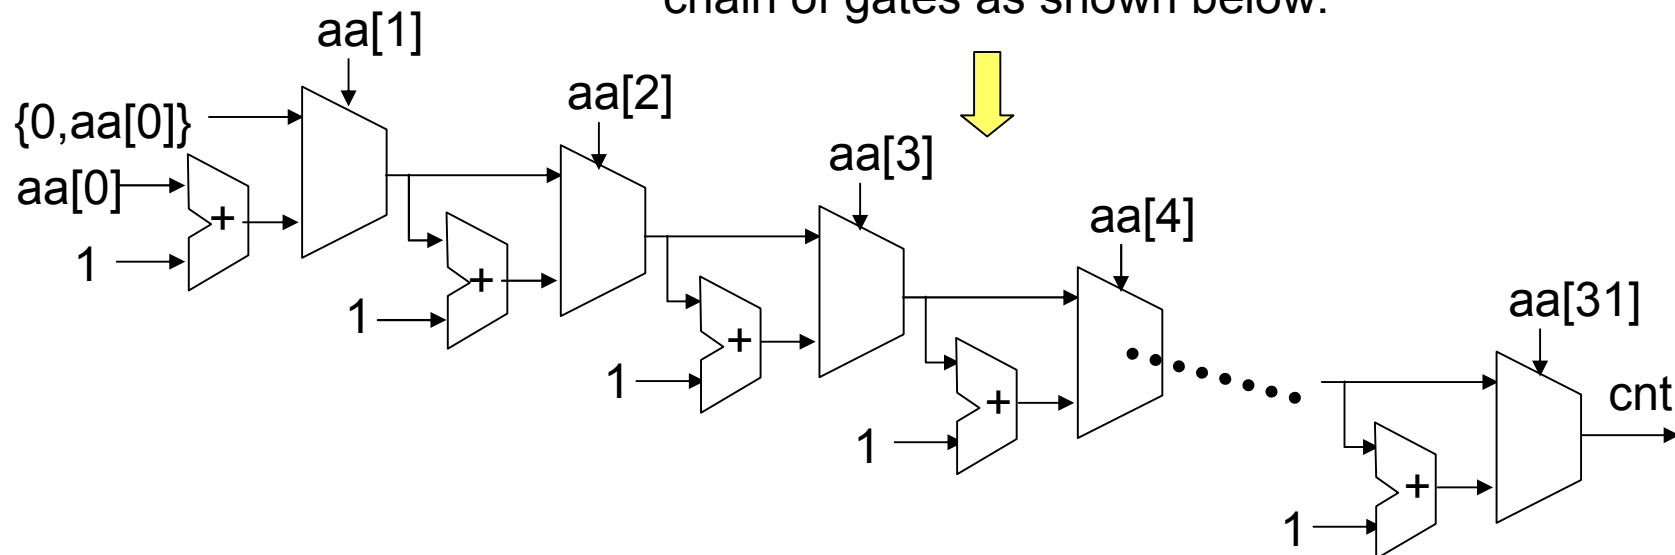 chain of gates as shown below.
aa[1]
aa[2]
{0,aa[0]}
aa[3]
aa[0]
+
1
aa[4]
+
1
aa[31]
+
1
cnt
+
1
+
1